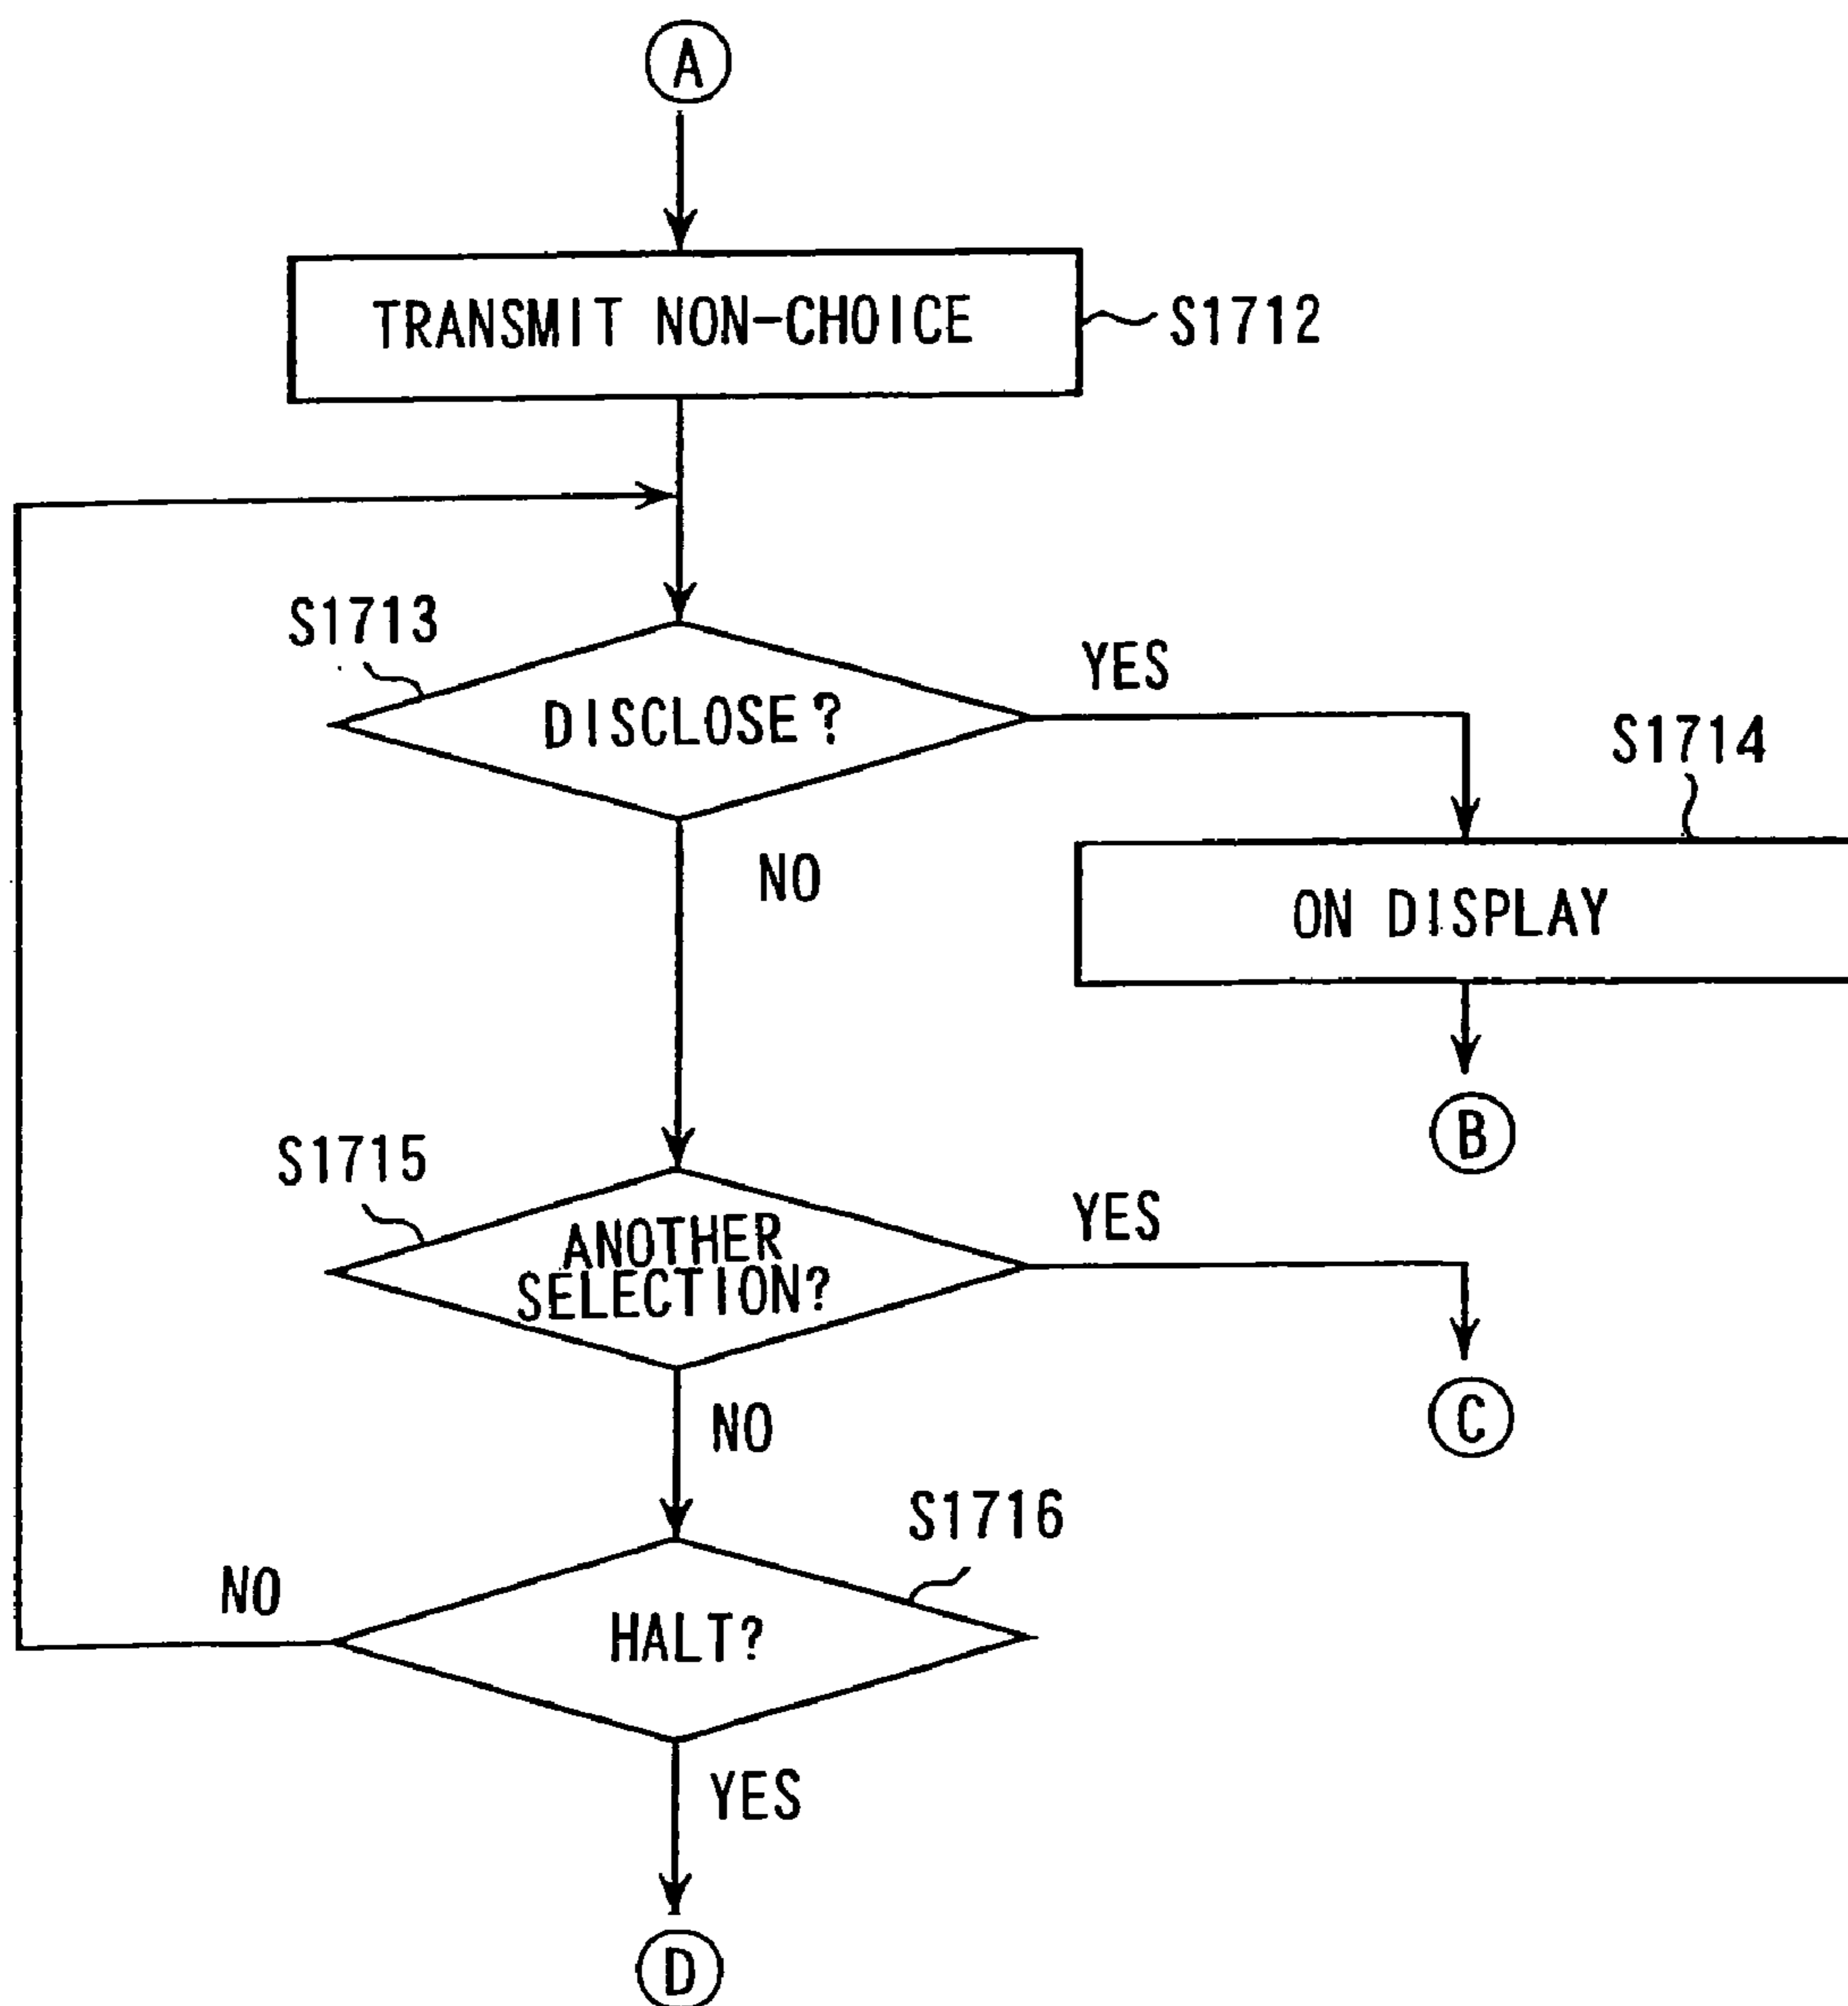 A
TRANSMIT NON-CHOICE
S1712
S1713
DISCLOSE?
YES
S1714
NO
ON DISPLAY
B
S1715
ANOTHER
SELECTION?
YES
C
NO
S1716
NO
HALT?
YES
D